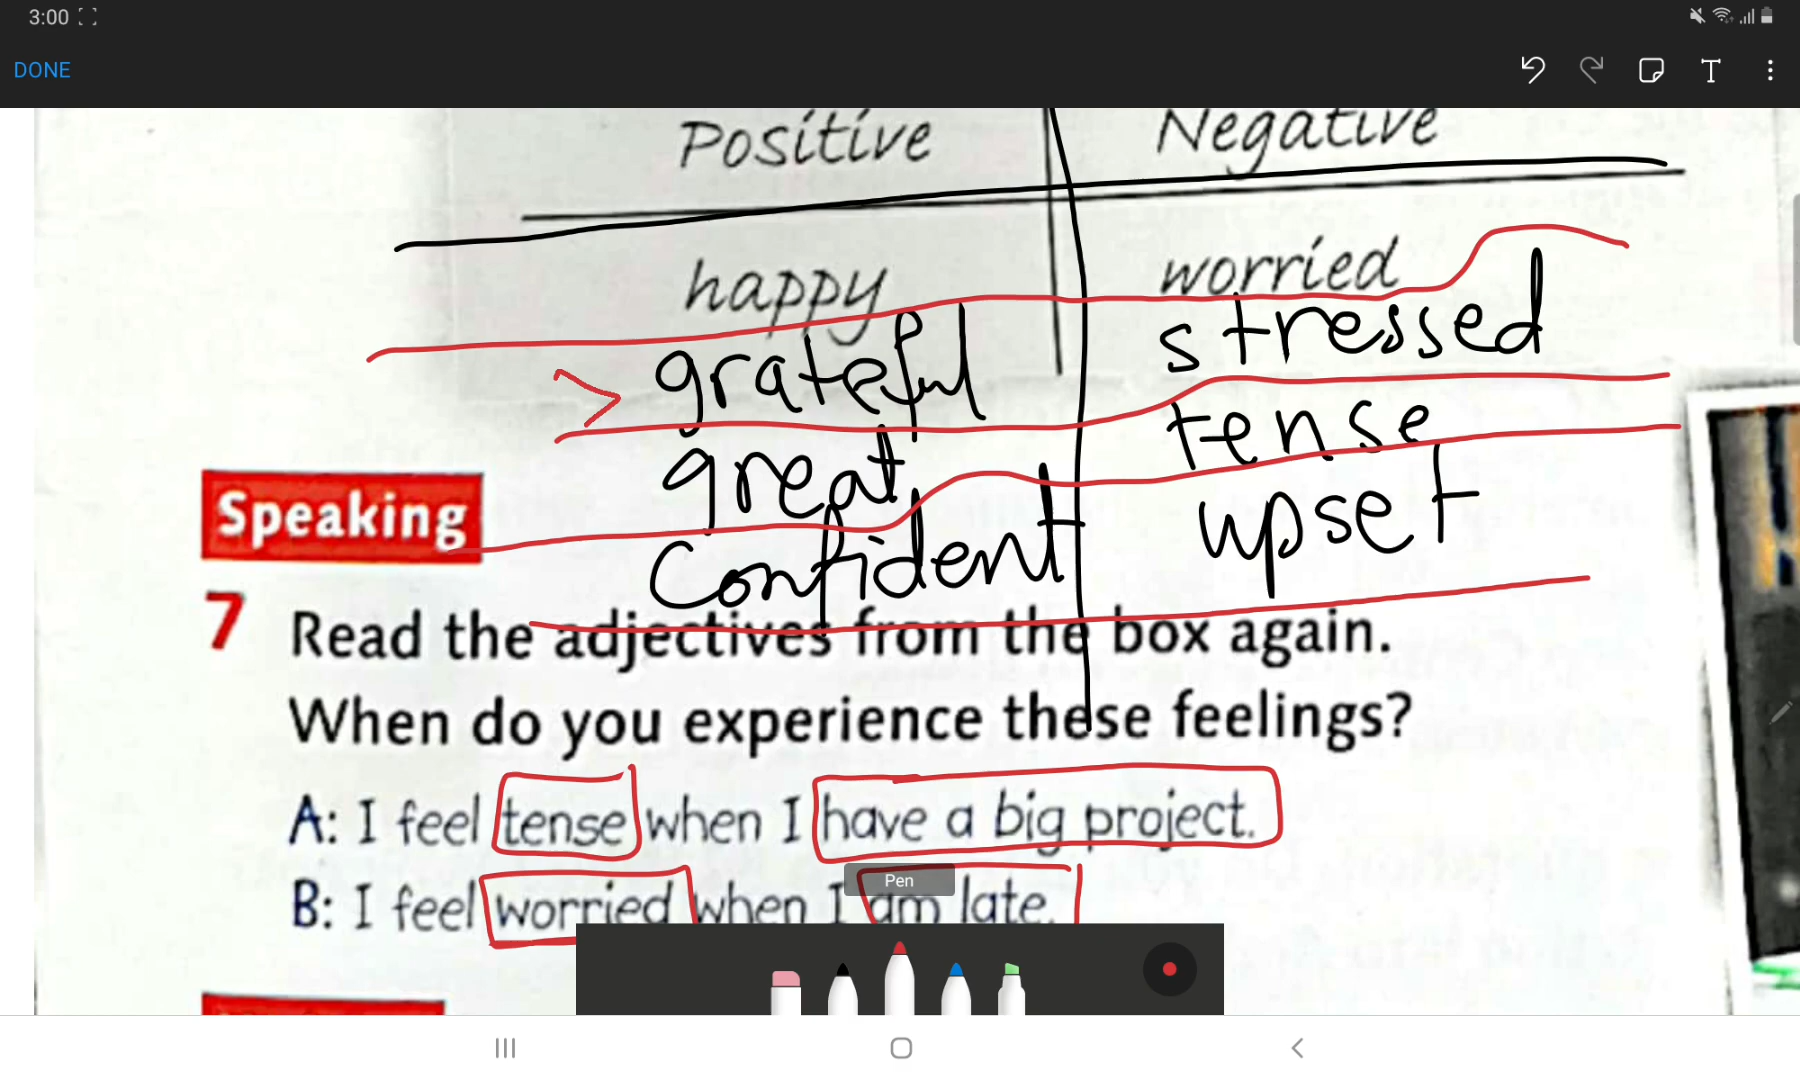 3:00
DONE
T
Positive Negative
happy worried
grateful stressed
great tense
confident upset
Speaking
7 Read the adjectives from the box again.
When do you experience these feelings?
A: I feel tense when I have a big project.
B: I feel worried when I am late.
Pen